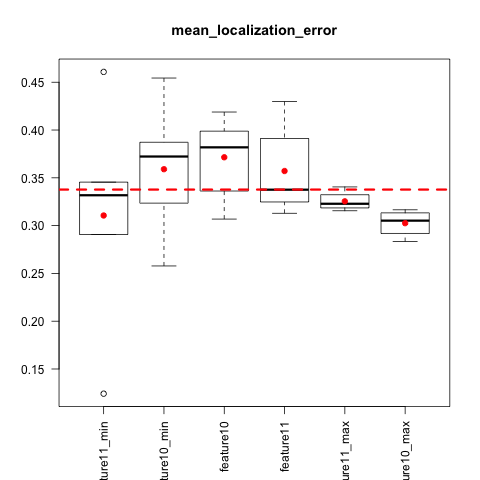 mean_localization_error
0.45
0.40
0.35
0.30
0.25
0.20
0.15
ture11_min
ture10_min
feature10
feature11
ure11_max
ure10_max